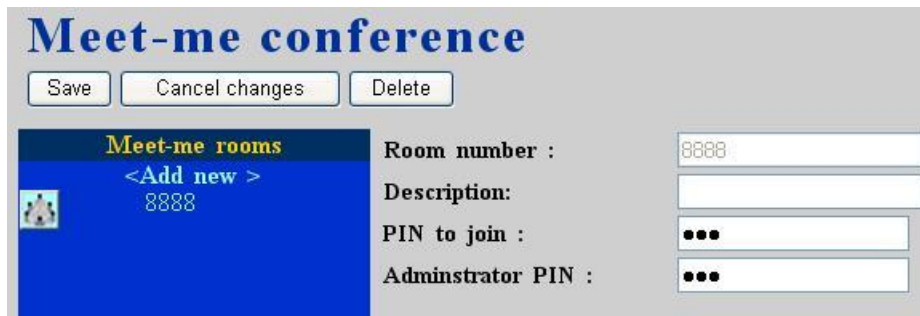 Meet-me conference
Save Cancel changes Delete
Meet-me rooms
<Add new >
8888
Room number : 8888
Description:
PIN to join : ●●●
Adminstrator PIN : ●●●